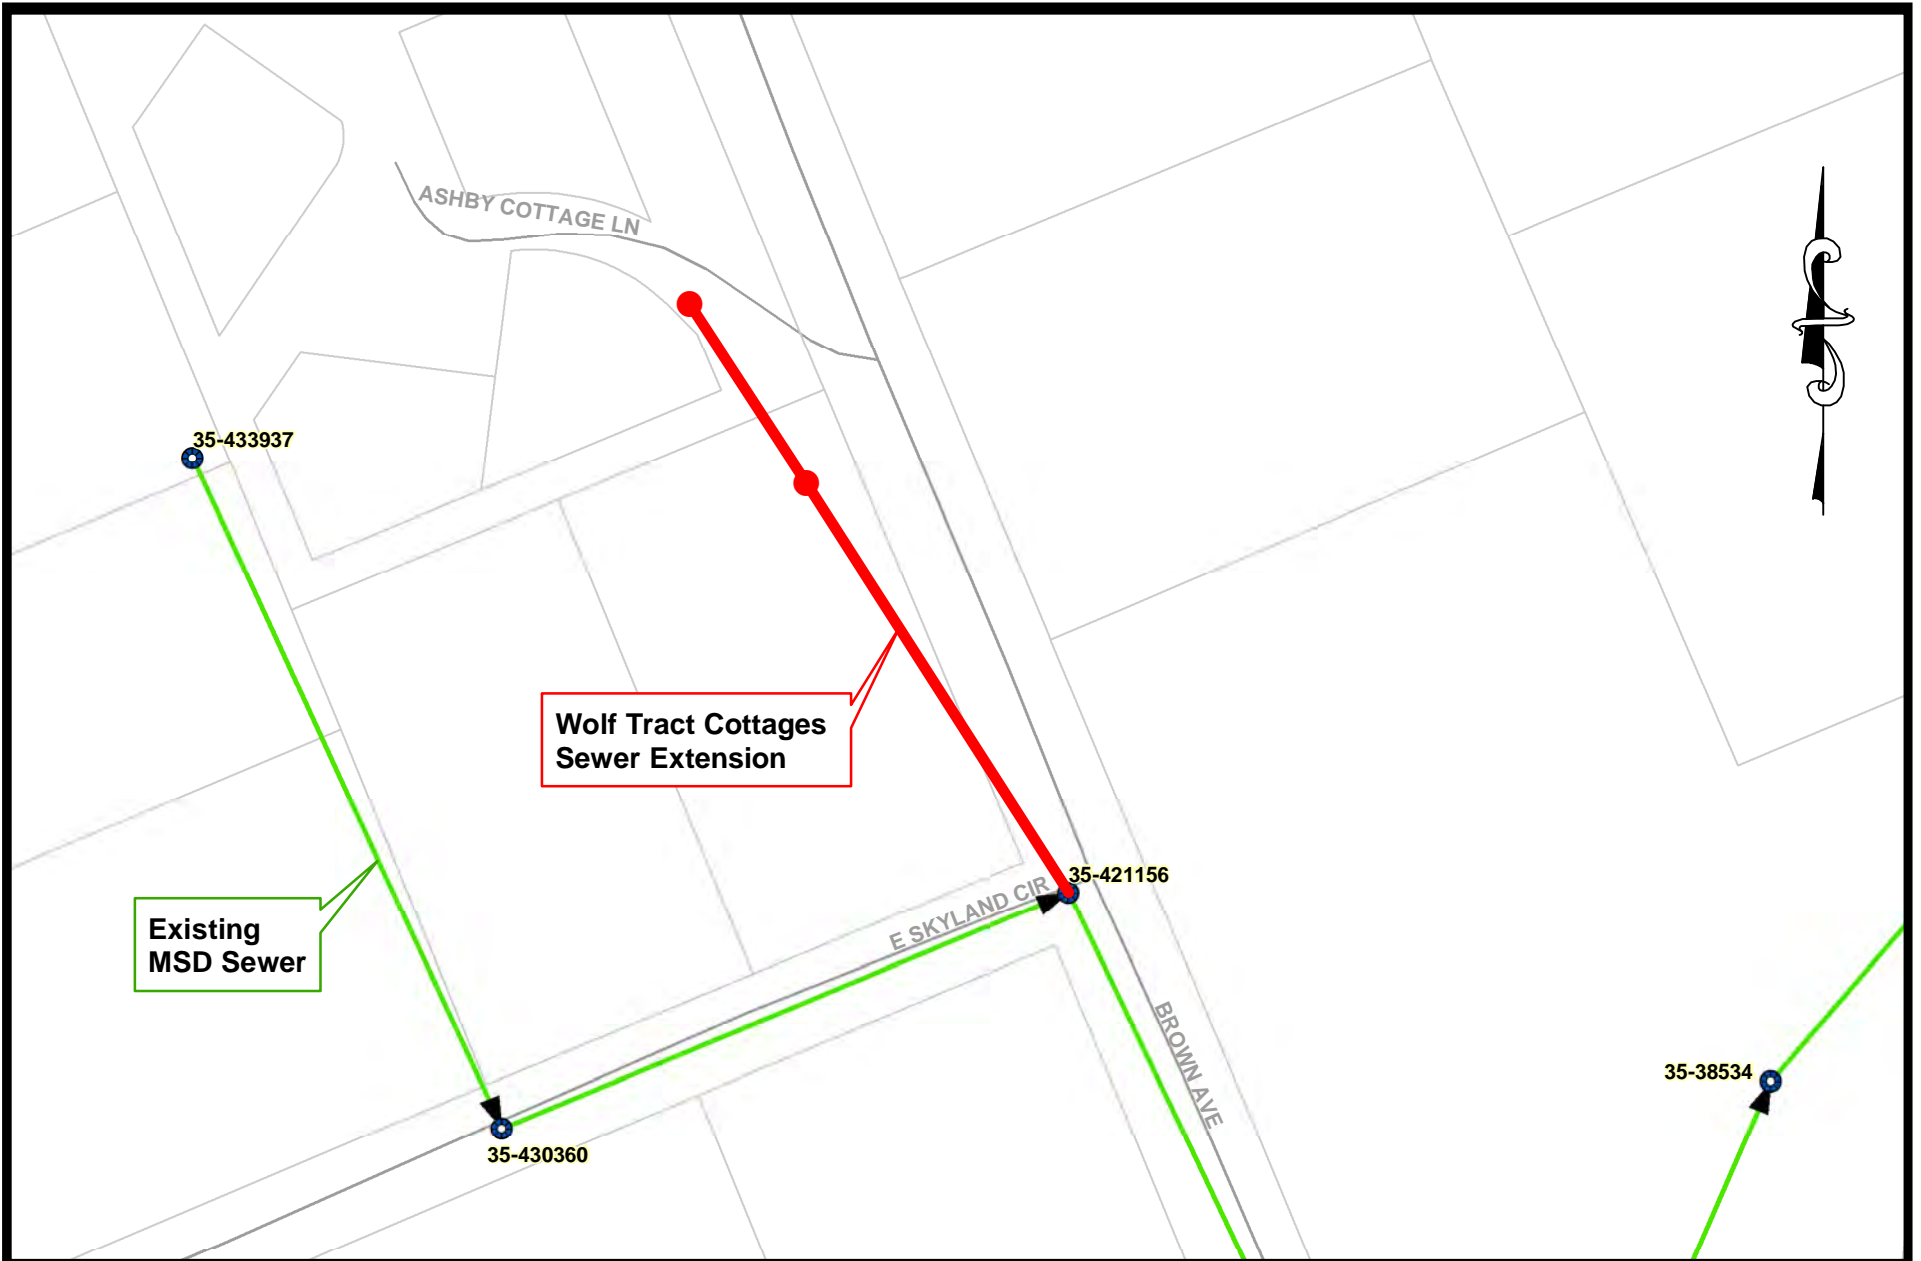 ASHBY COTTAGE LN
35-433937
Wolf Tract Cottages
Sewer Extension
35-421156
E SKYLAND CIR
Existing
MSD Sewer
BROWN AVE
35-38534
35-430360